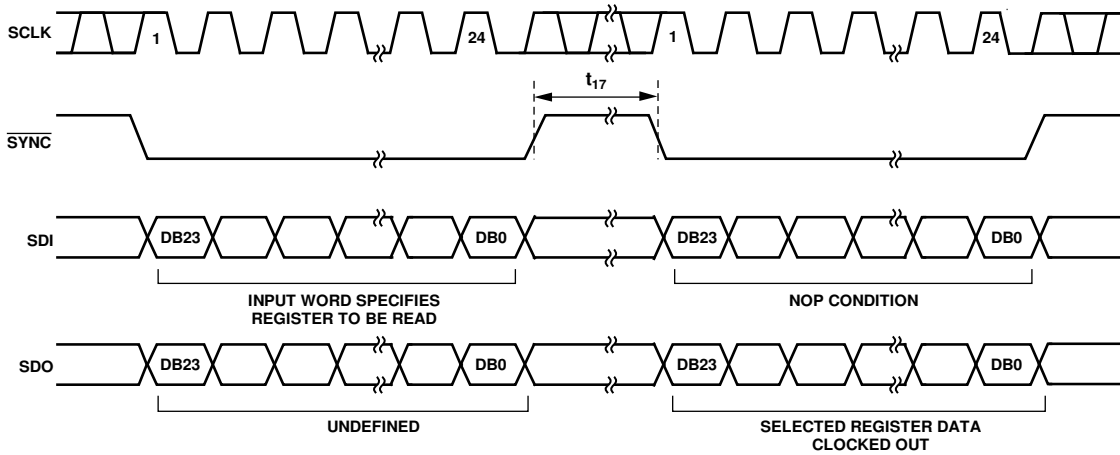 SCLK
1
24
1
24
t17
SYNC
SDI
DB23
DB0
DB23
DB0
INPUT WORD SPECIFIES
REGISTER TO BE READ
NOP CONDITION
SDO
DB23
DB0
DB23
DB0
UNDEFINED
SELECTED REGISTER DATA
CLOCKED OUT